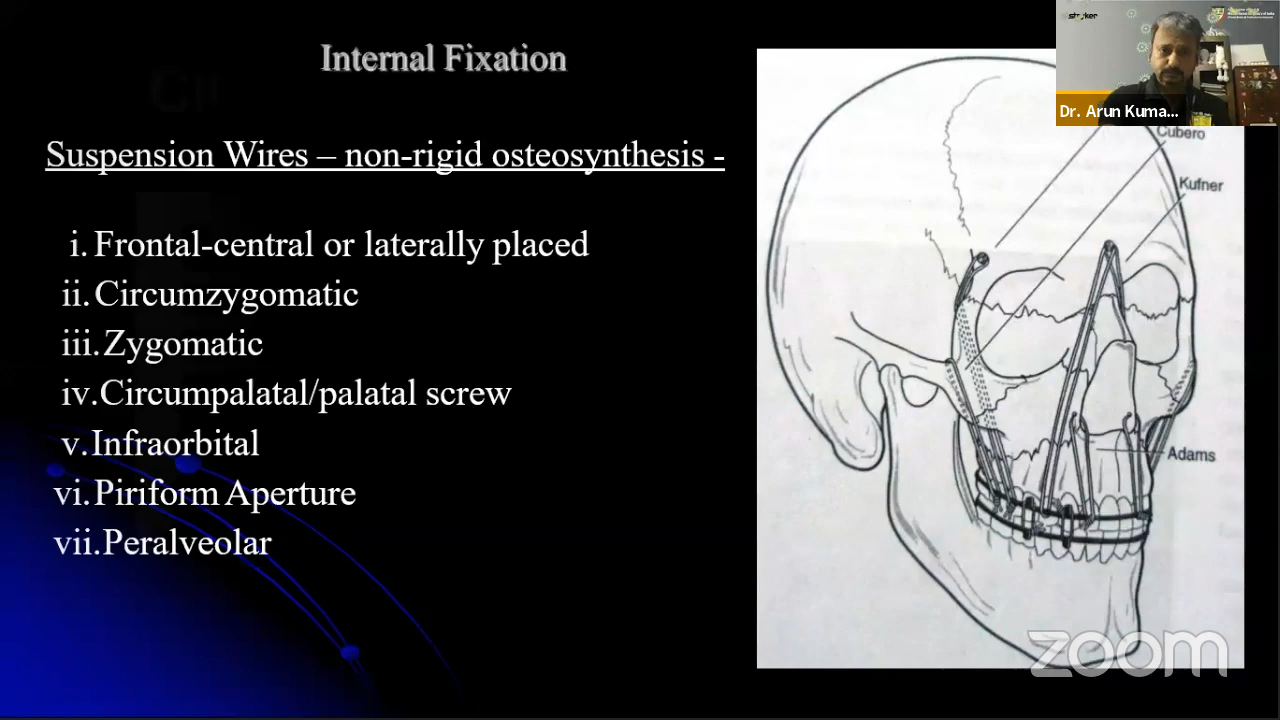 stryker
Internal Fixation
Dr. Arun Kuma...
Cubero
Suspension Wires – non-rigid osteosynthesis -
Kufner
i. Frontal-central or laterally placed
ii. Circumzygomatic
iii. Zygomatic
iv. Circumpalatal/palatal screw
v. Infraorbital
Adams
vi. Piriform Aperture
vii. Peralveolar
zoom